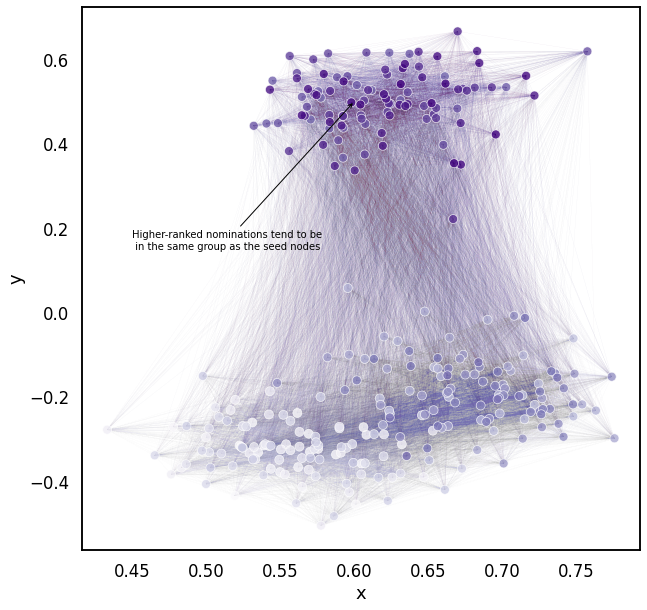 0.6
0.4
0.2
0.0
−0.2
−0.4
y
Higher-ranked nominations tend to be
in the same group as the seed nodes
0.45 0.50 0.55 0.60 0.65 0.70 0.75
x